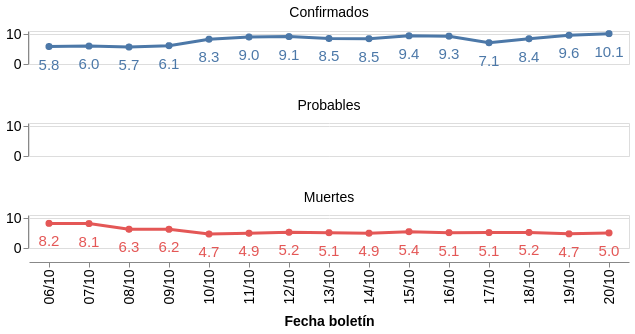 Confirmados
10
0
5.8 6.0 5.7 6.1 8.3 9.0 9.1 8.5 8.5 9.4 9.3 7.1 8.4 9.6 10.1
Probables
10
0
Muertes
10
0
8.2 8.1 6.3 6.2 4.7 4.9 5.2 5.1 4.9 5.4 5.1 5.1 5.2 4.7 5.0
06/10 07/10 08/10 09/10 10/10 11/10 12/10 13/10 14/10 15/10 16/10 17/10 18/10 19/10 20/10
Fecha boletín